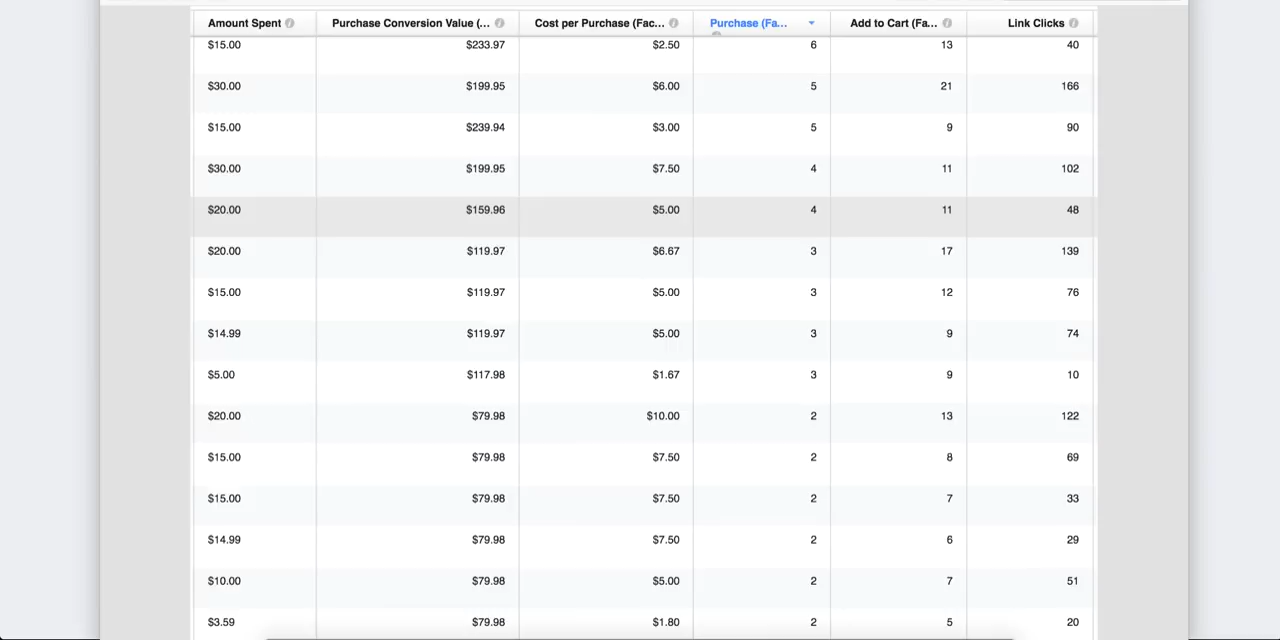 Amount Spent Purchase Conversion Value (... Cost per Purchase (Fac... Purchase (Fa... Add to Cart (Fa... Link Clicks
$15.00 $233.97 $2.50 6 13 40
$30.00 $199.95 $6.00 5 21 166
$15.00 $239.94 $3.00 5 9 90
$30.00 $199.95 $7.50 4 11 102
$20.00 $159.96 $5.00 4 11 48
$20.00 $119.97 $6.67 3 17 139
$15.00 $119.97 $5.00 3 12 76
$14.99 $119.97 $5.00 3 9 74
$5.00 $117.98 $1.67 3 9 10
$20.00 $79.98 $10.00 2 13 122
$15.00 $79.98 $7.50 2 8 69
$15.00 $79.98 $7.50 2 7 33
$14.99 $79.98 $7.50 2 6 29
$10.00 $79.98 $5.00 2 7 51
$3.59 $79.98 $1.80 2 5 20